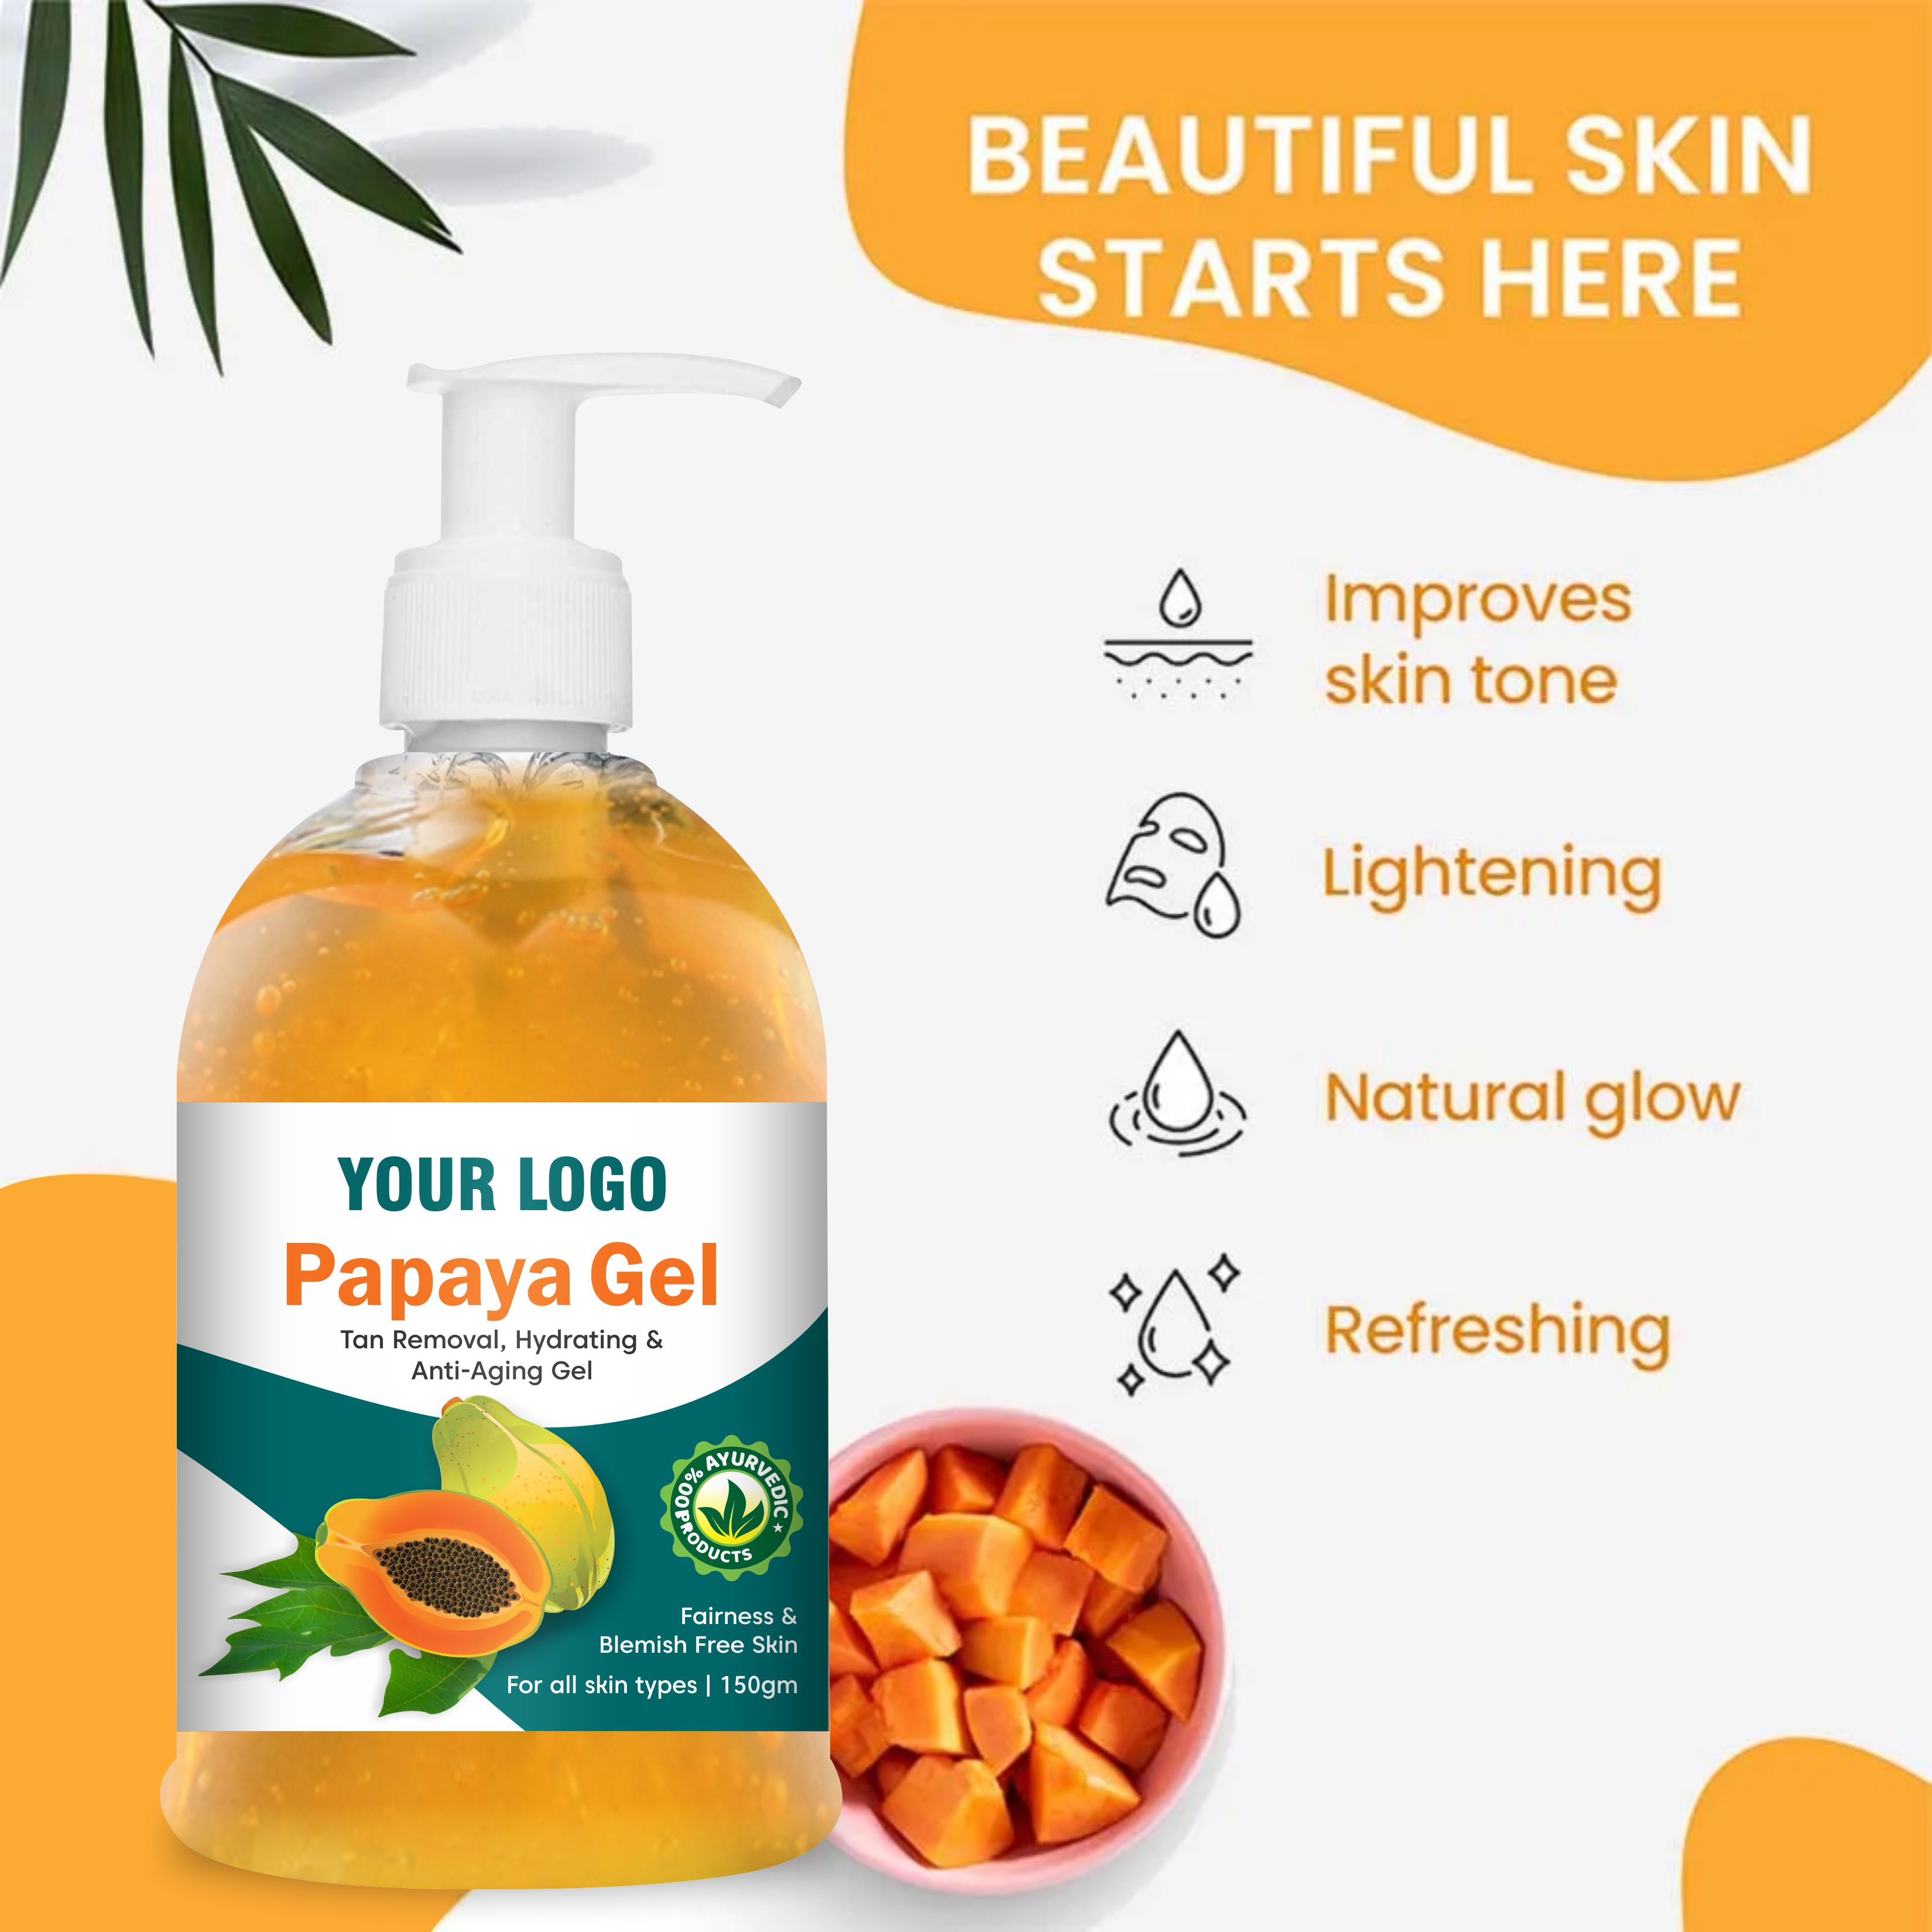 BEAUTIFUL SKIN
STARTS HERE
Improves
skin tone
Lightening
Natural glow
Refreshing
YOUR LOGO
Papaya Gel
Tan Removal, Hydrating &
Anti-Aging Gel
100% AYURVEDIC
PRODUCTS
Fairness &
Blemish Free Skin
For all skin types | 150gm